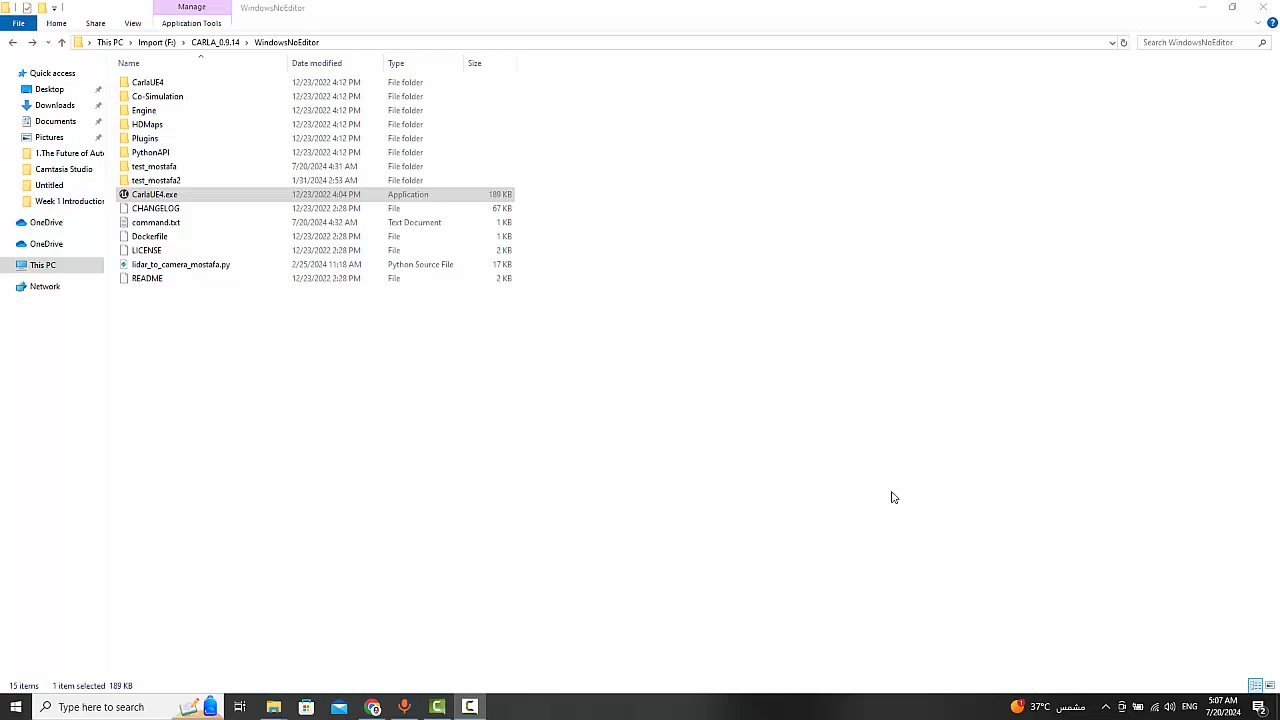 Manage
WindowsNoEditor
File
Home
Share
View
Application Tools
This PC
Import (F:)
CARLA_0.9.14
WindowsNoEditor
Search WindowsNoEditor
Name
Date modified
Type
Size
Quick access
Desktop
Downloads
Documents
Pictures
1.The Future of Aut
Camtasia Studio
Untitled
Week 1 Introduction
OneDrive
OneDrive
This PC
Network
CarlaUE4 12/23/2022 4:12 PM File folder
Co-Simulation 12/23/2022 4:12 PM File folder
Engine 12/23/2022 4:12 PM File folder
HDMaps 12/23/2022 4:12 PM File folder
Plugins 12/23/2022 4:12 PM File folder
PythonAPI 12/23/2022 4:12 PM File folder
test_mostafa 7/20/2024 4:31 AM File folder
test_mostafa2 1/31/2024 2:53 AM File folder
CarlaUE4.exe 12/23/2022 4:04 PM Application 189 KB
CHANGELOG 12/23/2022 2:28 PM File 67 KB
command.txt 7/20/2024 4:32 AM Text Document 1 KB
Dockerfile 12/23/2022 2:28 PM File 1 KB
LICENSE 12/23/2022 2:28 PM File 2 KB
lidar_to_camera_mostafa.py 2/25/2024 11:18 AM Python Source File 17 KB
README 12/23/2022 2:28 PM File 2 KB
15 items 1 item selected 189 KB
Type here to search
37°C مشمس
ENG
5:07 AM
7/20/2024